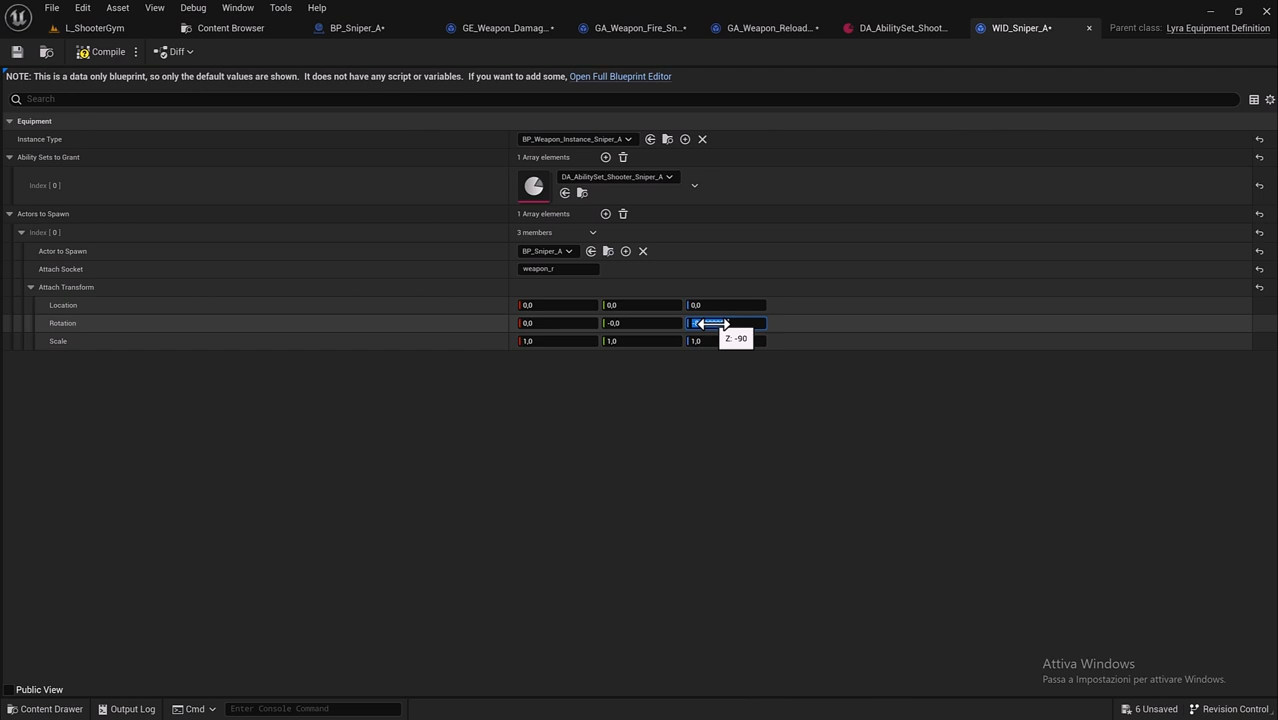 File Edit Asset View Debug Window Tools Help
L_ShooterGym Content Browser BP_Sniper_A* GE_Weapon_Damag...* GA_Weapon_Fire_Sn...* GA_Weapon_Reload...* DA_AbilitySet_Shoot... WID_Sniper_A* Parent class: Lyra Equipment Definition
Compile Diff
NOTE: This is a data only blueprint, so only the default values are shown. It does not have any script or variables. If you want to add some, Open Full Blueprint Editor
Search
Equipment
Instance Type BP_Weapon_Instance_Sniper_A
Ability Sets to Grant 1 Array elements
DA_AbilitySet_Shooter_Sniper_A
Index [ 0 ]
Actors to Spawn 1 Array elements
Index [ 0 ] 3 members
Actor to Spawn BP_Sniper_A
Attach Socket weapon_r
Attach Transform
Location 0,0 0,0 0,0
Rotation 0,0 -0,0
Z: -90
Scale 1,0 1,0 1,0
Attiva Windows
Passa a Impostazioni per attivare Windows.
Public View
Content Drawer Output Log Cmd Enter Console Command 6 Unsaved Revision Control